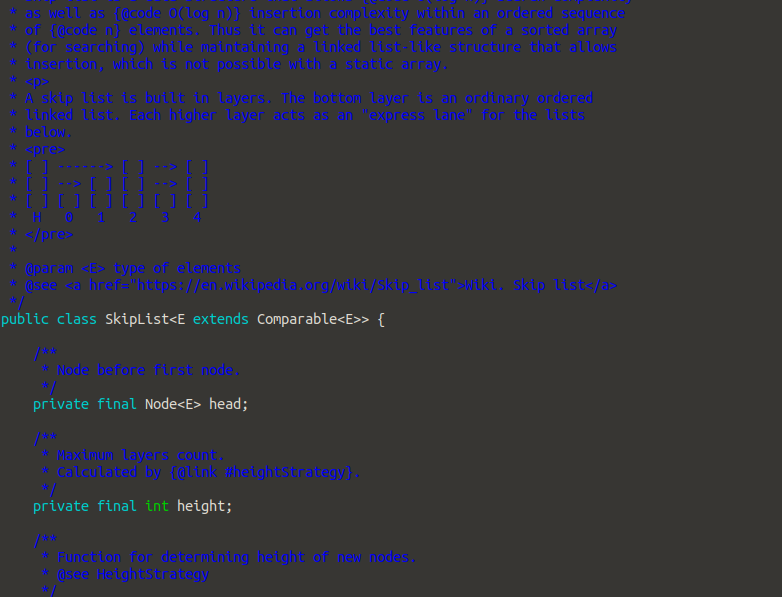 * as well as {@code O(log n)} insertion complexity within an ordered sequence
* of {@code n} elements. Thus it can get the best features of a sorted array
* (for searching) while maintaining a linked list-like structure that allows
* insertion, which is not possible with a static array.
* <p>
* A skip list is built in layers. The bottom layer is an ordinary ordered
* linked list. Each higher layer acts as an "express lane" for the lists
* below.
* <pre>
* [ ] ------> [ ] --> [ ]
* [ ] --> [ ] [ ] --> [ ]
* [ ] [ ] [ ] [ ] [ ] [ ]
*  H   0   1   2   3   4
* </pre>
*
* @param <E> type of elements
* @see <a href="https://en.wikipedia.org/wiki/Skip_list">Wiki. Skip list</a>
*/
public class SkipList<E extends Comparable<E>> {
/**
* Node before first node.
*/
private final Node<E> head;
/**
* Maximum layers count.
* Calculated by {@link #heightStrategy}.
*/
private final int height;
/**
* Function for determining height of new nodes.
* @see HeightStrategy
*/